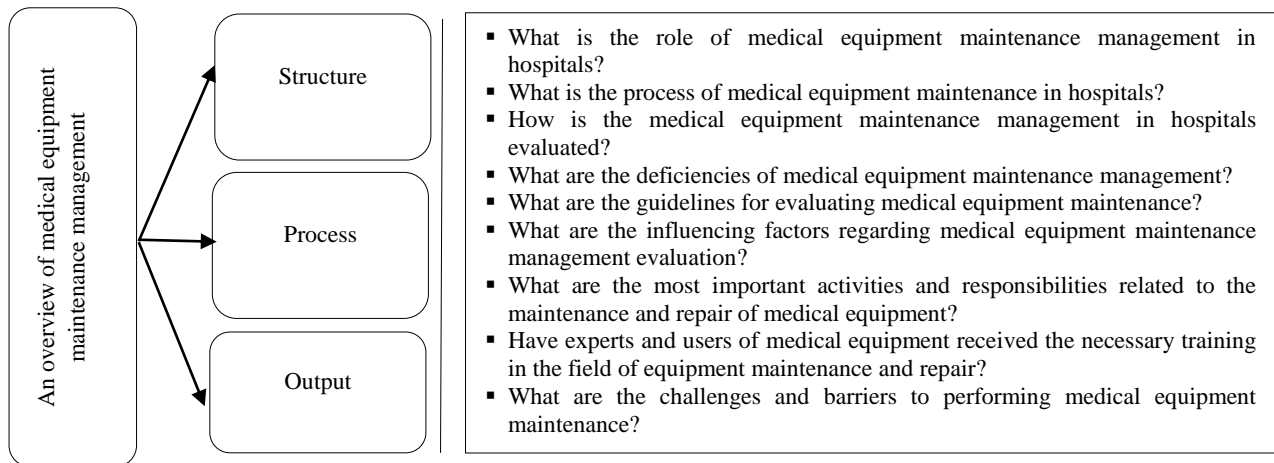 An overview of medical equipment
maintenance management
Structure
Process
Output
▪ What is the role of medical equipment maintenance management in
hospitals?
▪ What is the process of medical equipment maintenance in hospitals?
▪ How is the medical equipment maintenance management in hospitals
evaluated?
▪ What are the deficiencies of medical equipment maintenance management?
▪ What are the guidelines for evaluating medical equipment maintenance?
▪ What are the influencing factors regarding medical equipment maintenance
management evaluation?
▪ What are the most important activities and responsibilities related to the
maintenance and repair of medical equipment?
▪ Have experts and users of medical equipment received the necessary training
in the field of equipment maintenance and repair?
▪ What are the challenges and barriers to performing medical equipment
maintenance?